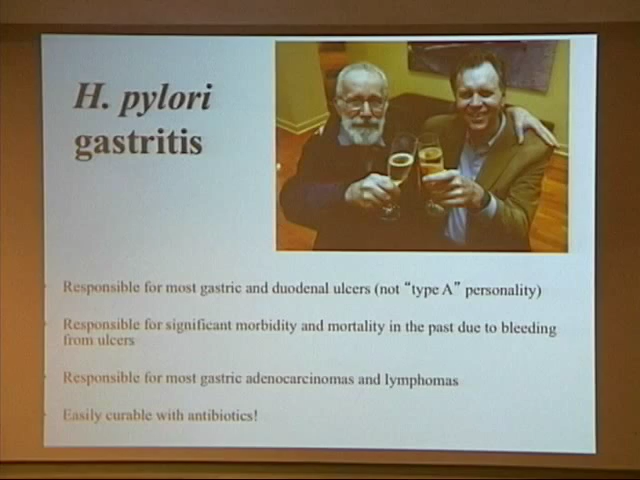 H. pylori
gastritis
Responsible for most gastric and duodenal ulcers (not “type A” personality)
Responsible for significant morbidity and mortality in the past due to bleeding
from ulcers
Responsible for most gastric adenocarcinomas and lymphomas
Easily curable with antibiotics!